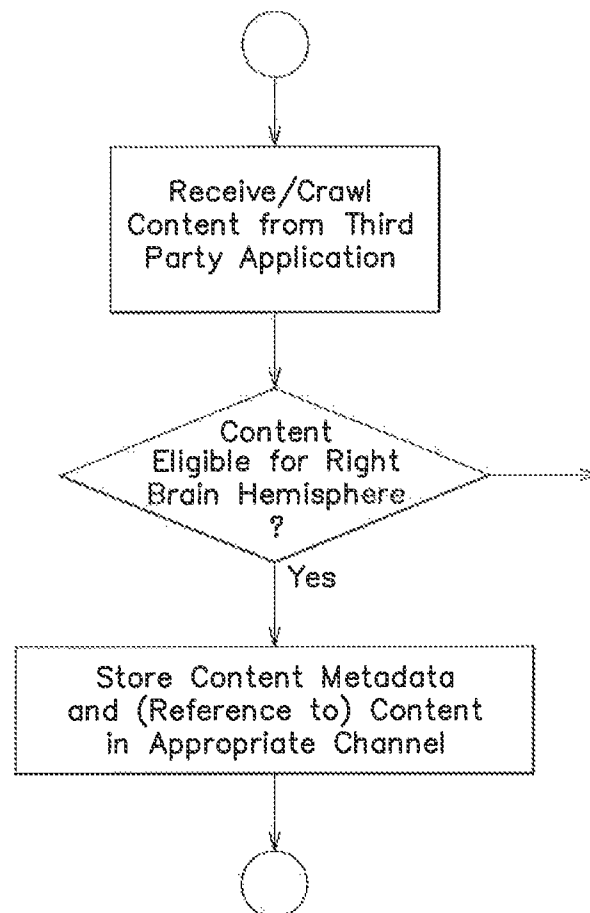 Receive/Crawl
Content from Third
Party Application
Content
Eligible for Right
Brain Hemisphere
?
Yes
Store Content Metadada
and (Reference to) Content
in Appropriate Channel